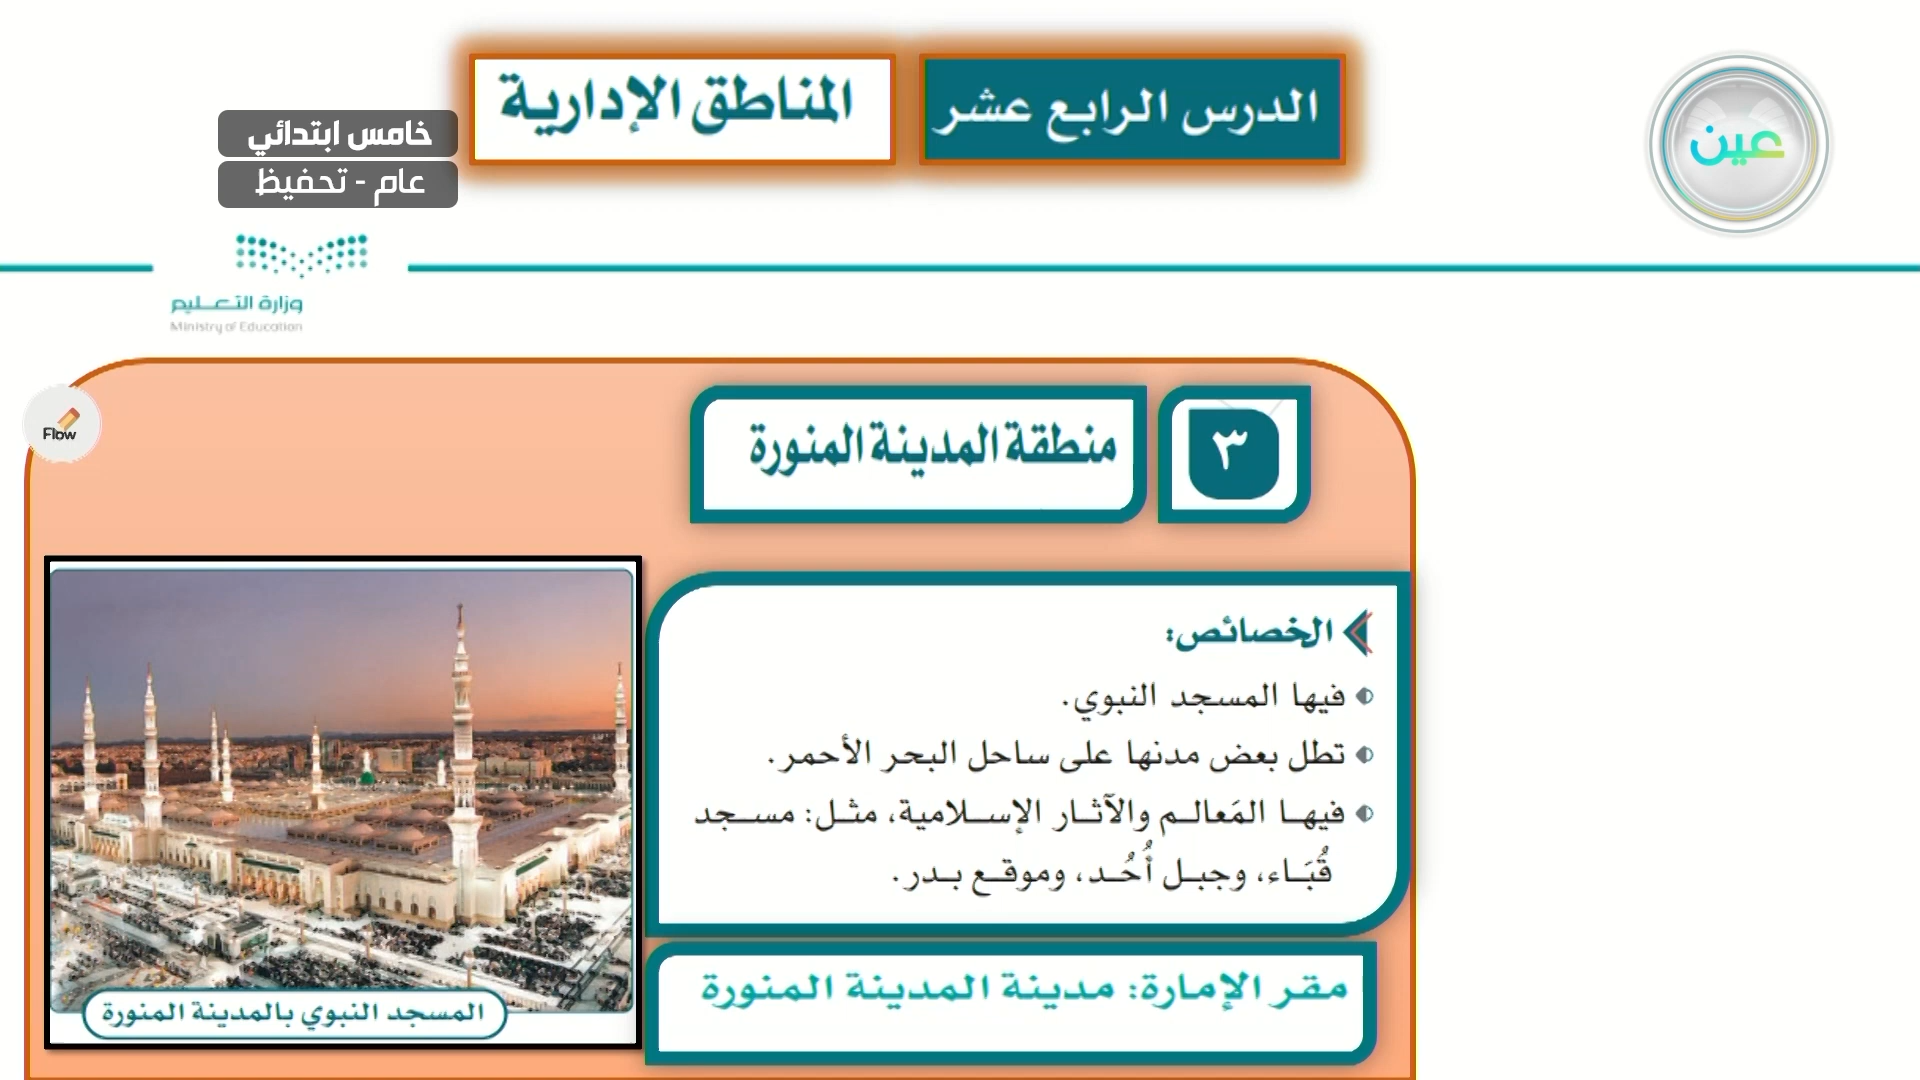 الدرس الرابع عشر
المناطق الإدارية
خامس ابتدائي
عام - تحفيظ
عين
وزارة التعليم
Ministry of Education
Flow
٣
منطقة المدينة المنورة
الخصائص:
فيها المسجد النبوي.
تطل بعض مدنها على ساحل البحر الأحمر.
فيها المَعالم والآثار الإسلامية، مثل: مسجد
قُبَاء، وجبل أُحُد، وموقع بدر.
مقر الإمارة: مدينة المدينة المنورة
المسجد النبوي بالمدينة المنورة